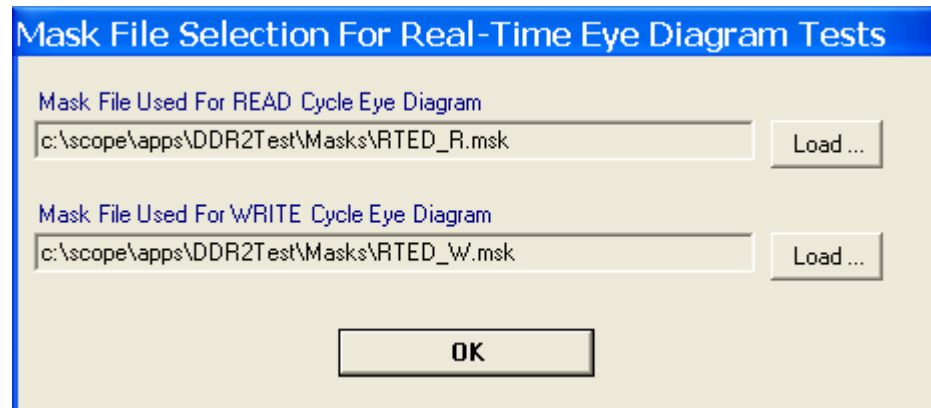 Mask File Selection For Real-Time Eye Diagram Tests
Mask File Used For READ Cycle Eye Diagram
c:\scope\apps\DDR2Test\Masks\RTED_R.msk
Load ...
Mask File Used For WRITE Cycle Eye Diagram
c:\scope\apps\DDR2Test\Masks\RTED_W.msk
Load ...
OK